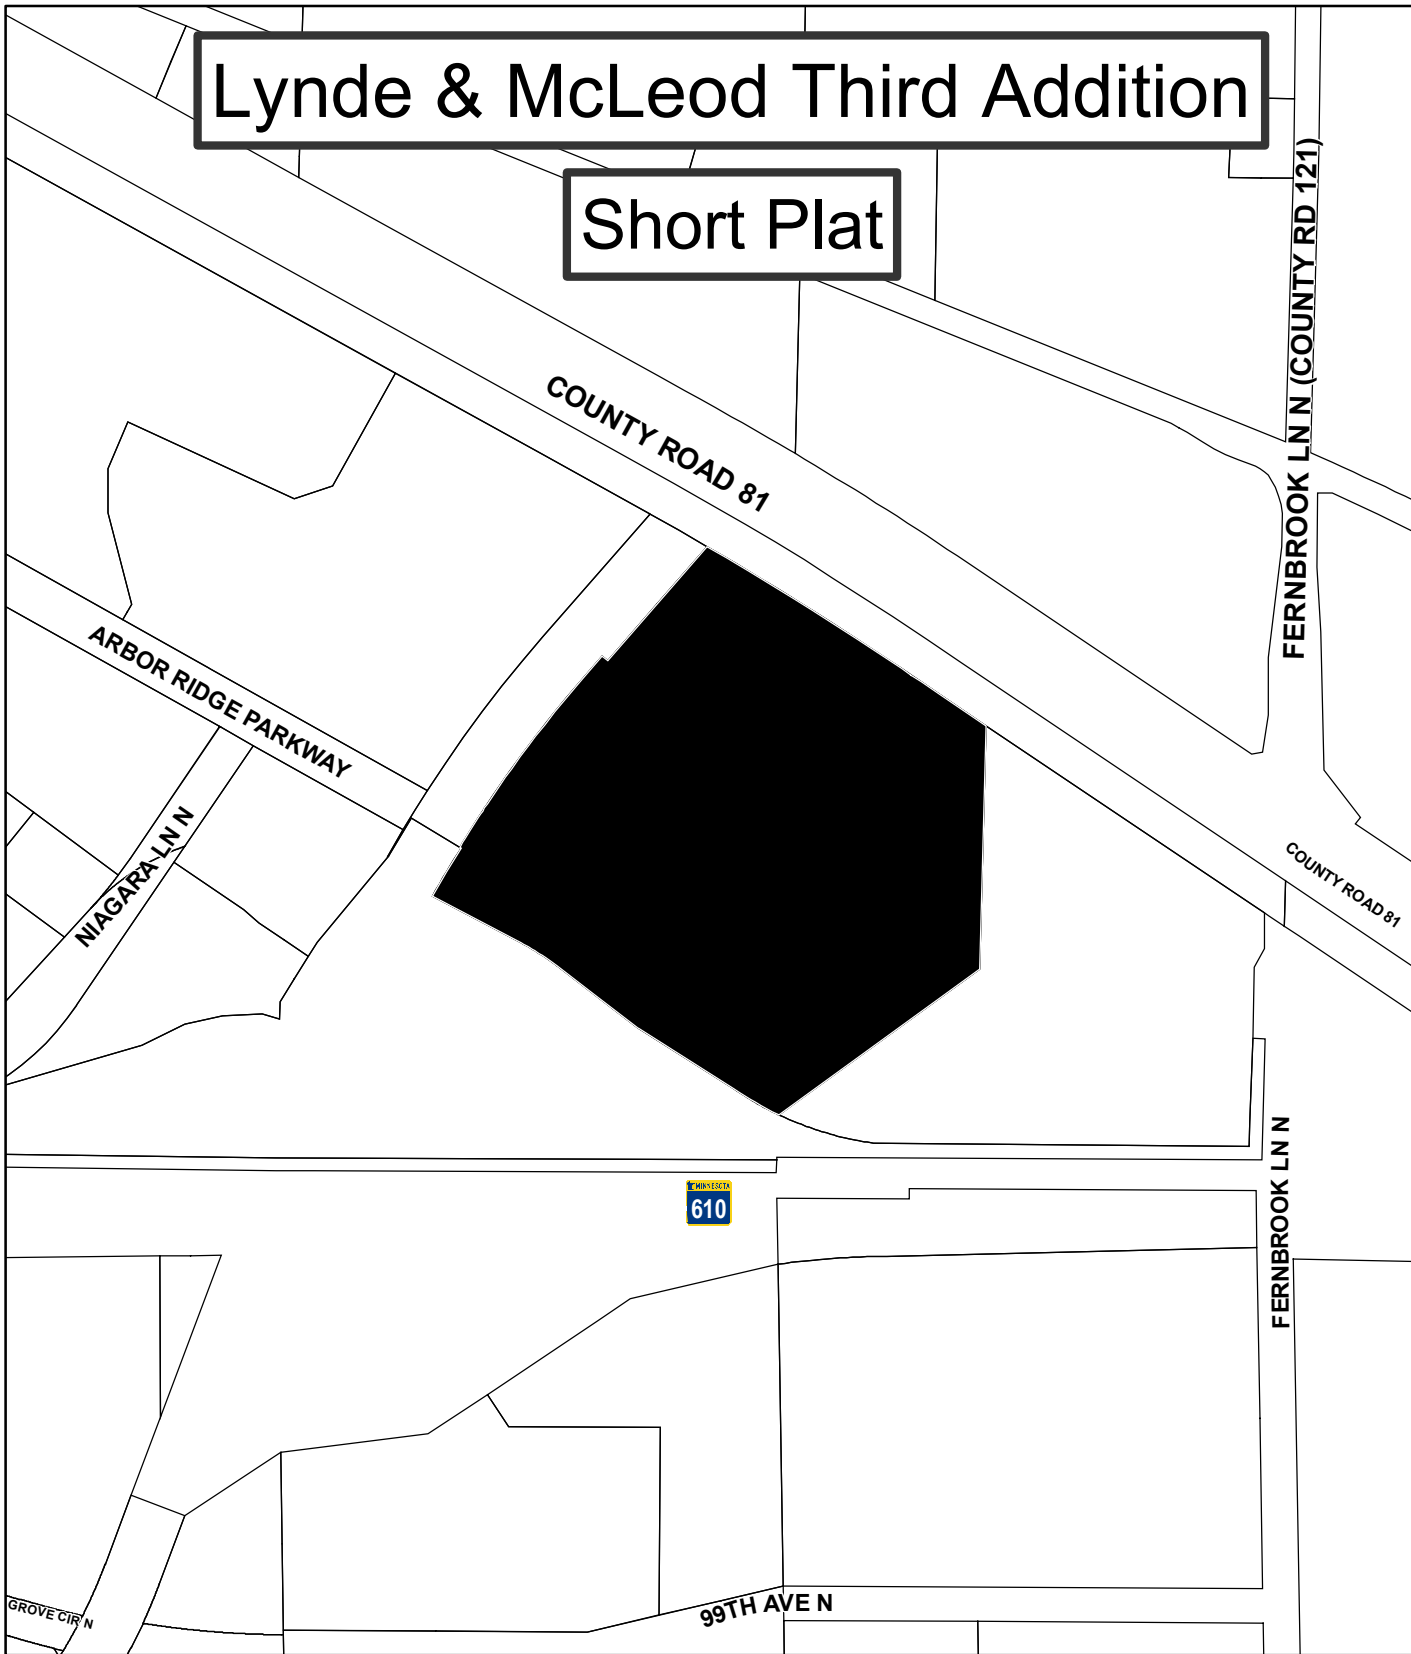 Lynde & McLeod Third Addition
Short Plat
FERNBROOK LN N (COUNTY RD 121)
COUNTY ROAD 81
ARBOR RIDGE PARKWAY
NIAGARA LN N
COUNTY ROAD 81
MINNESOTA
610
FERNBROOK LN N
99TH AVE N
GROVE CIR N